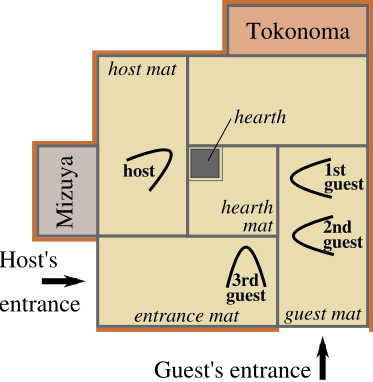 Tokonoma
host mat
hearth
Mizuya
host
1st
guest
hearth
mat
2nd
guest
Host's
entrance
3rd
guest
entrance mat
guest mat
Guest's entrance